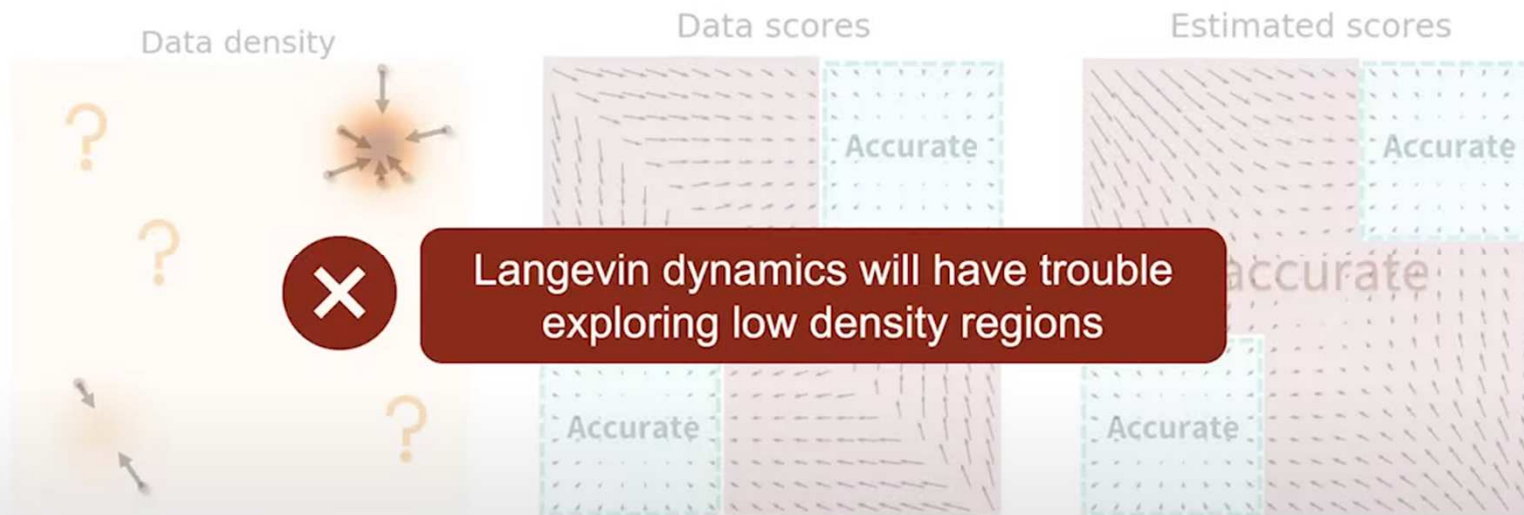 Data density
Data scores
Estimated scores
?
?
?
Accurate
Accurate
accurate
Langevin dynamics will have trouble
exploring low density regions
Accurate
Accurate